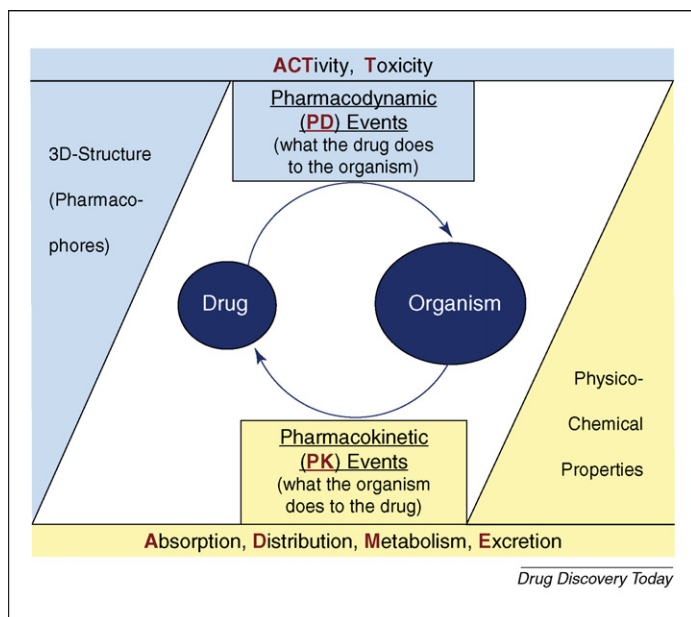 ACTivity, Toxicity
Pharmacodynamic
(PD) Events
(what the drug does
to the organism)
3D-Structure
(Pharmaco-
phores)
Drug
Organism
Physico-
Chemical
Properties
Pharmacokinetic
(PK) Events
(what the organism
does to the drug)
Absorption, Distribution, Metabolism, Excretion
Drug Discovery Today